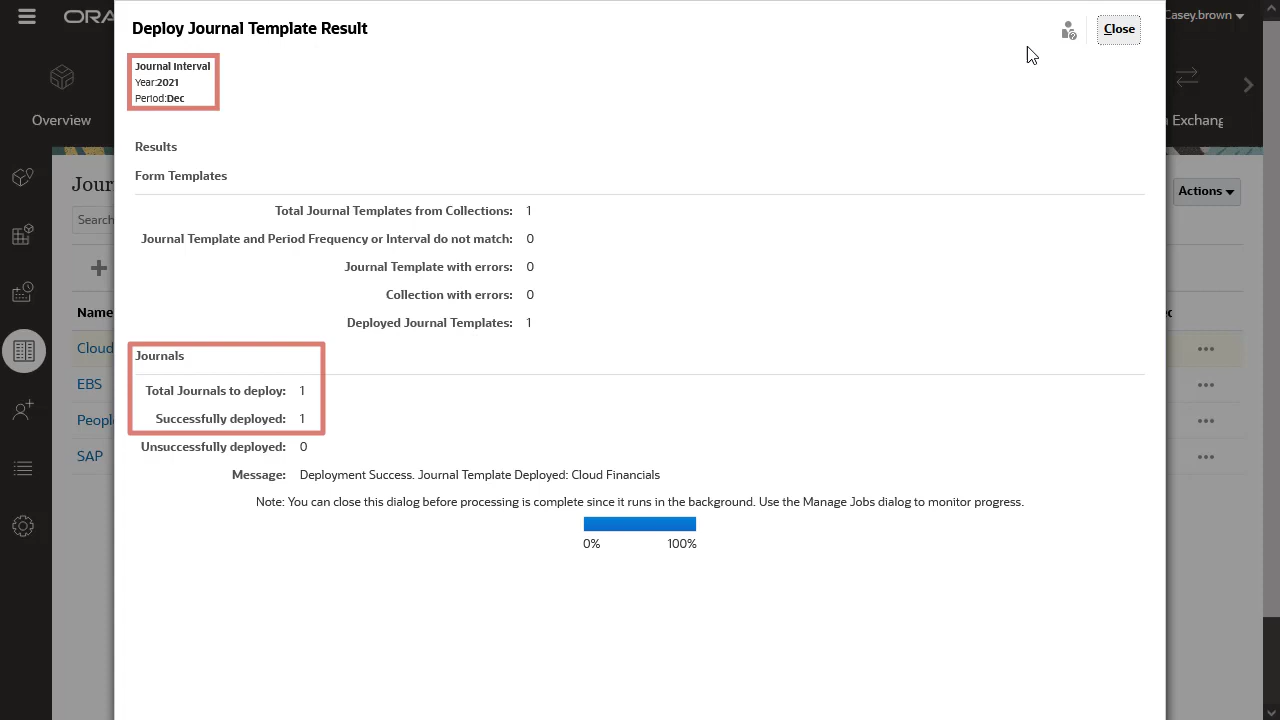 ORA
Deploy Journal Template Result
Casey.brown
Close
Journal Interval
Year:2021
Period:Dec
Overview
Exchang
Results
Form Templates
Jour
Actions
Search
Total Journal Templates from Collections: 1
Journal Template and Period Frequency or Interval do not match: 0
Journal Template with errors: 0
Collection with errors: 0
Name
Deployed Journal Templates: 1
Cloud
Journals
EBS
Total Journals to deploy: 1
Peopl
Successfully deployed: 1
Unsuccessfully deployed: 0
SAP
Message: Deployment Success. Journal Template Deployed: Cloud Financials
Note: You can close this dialog before processing is complete since it runs in the background. Use the Manage Jobs dialog to monitor progress.
0% 100%